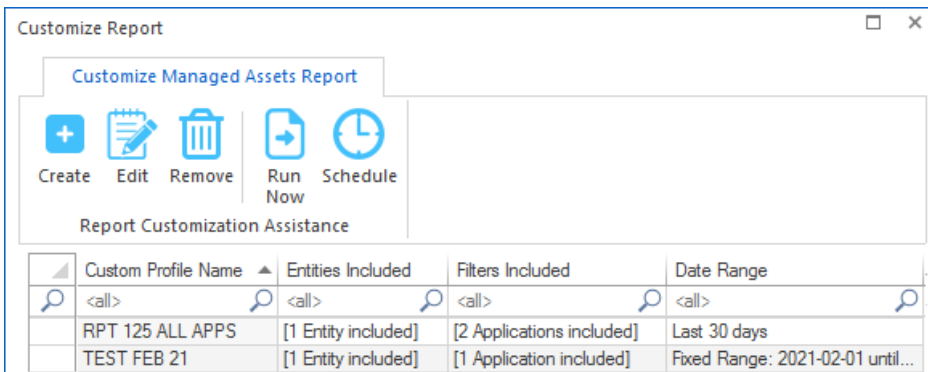 Customize Report
Customize Managed Assets Report
Create Edit Remove Run Now Schedule
Report Customization Assistance
Custom Profile Name Entities Included Filters Included Date Range
<all> <all> <all> <all>
RPT 125 ALL APPS [1 Entity included] [2 Applications included] Last 30 days
TEST FEB 21 [1 Entity included] [1 Application included] Fixed Range: 2021-02-01 until...